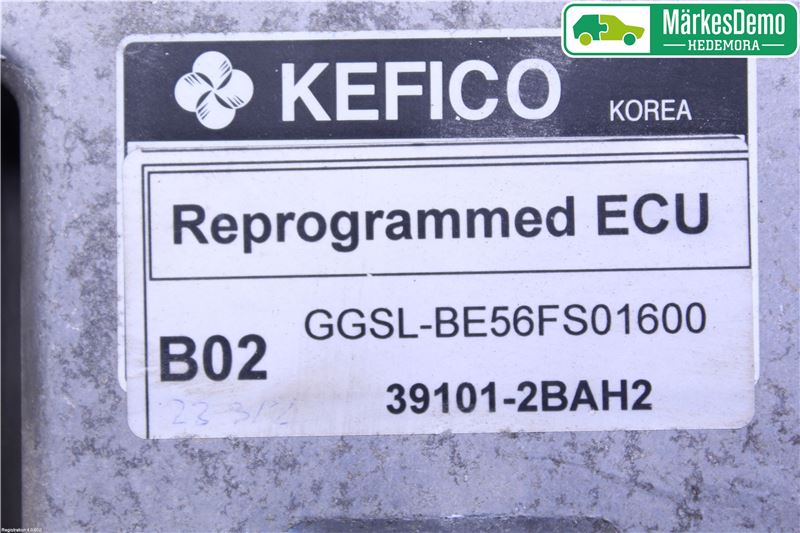 MärkesDemo
HEDEMORA
KEFICO
KOREA
Reprogrammed ECU
GGSL-BE56FS01600
B02
39101-2BAH2